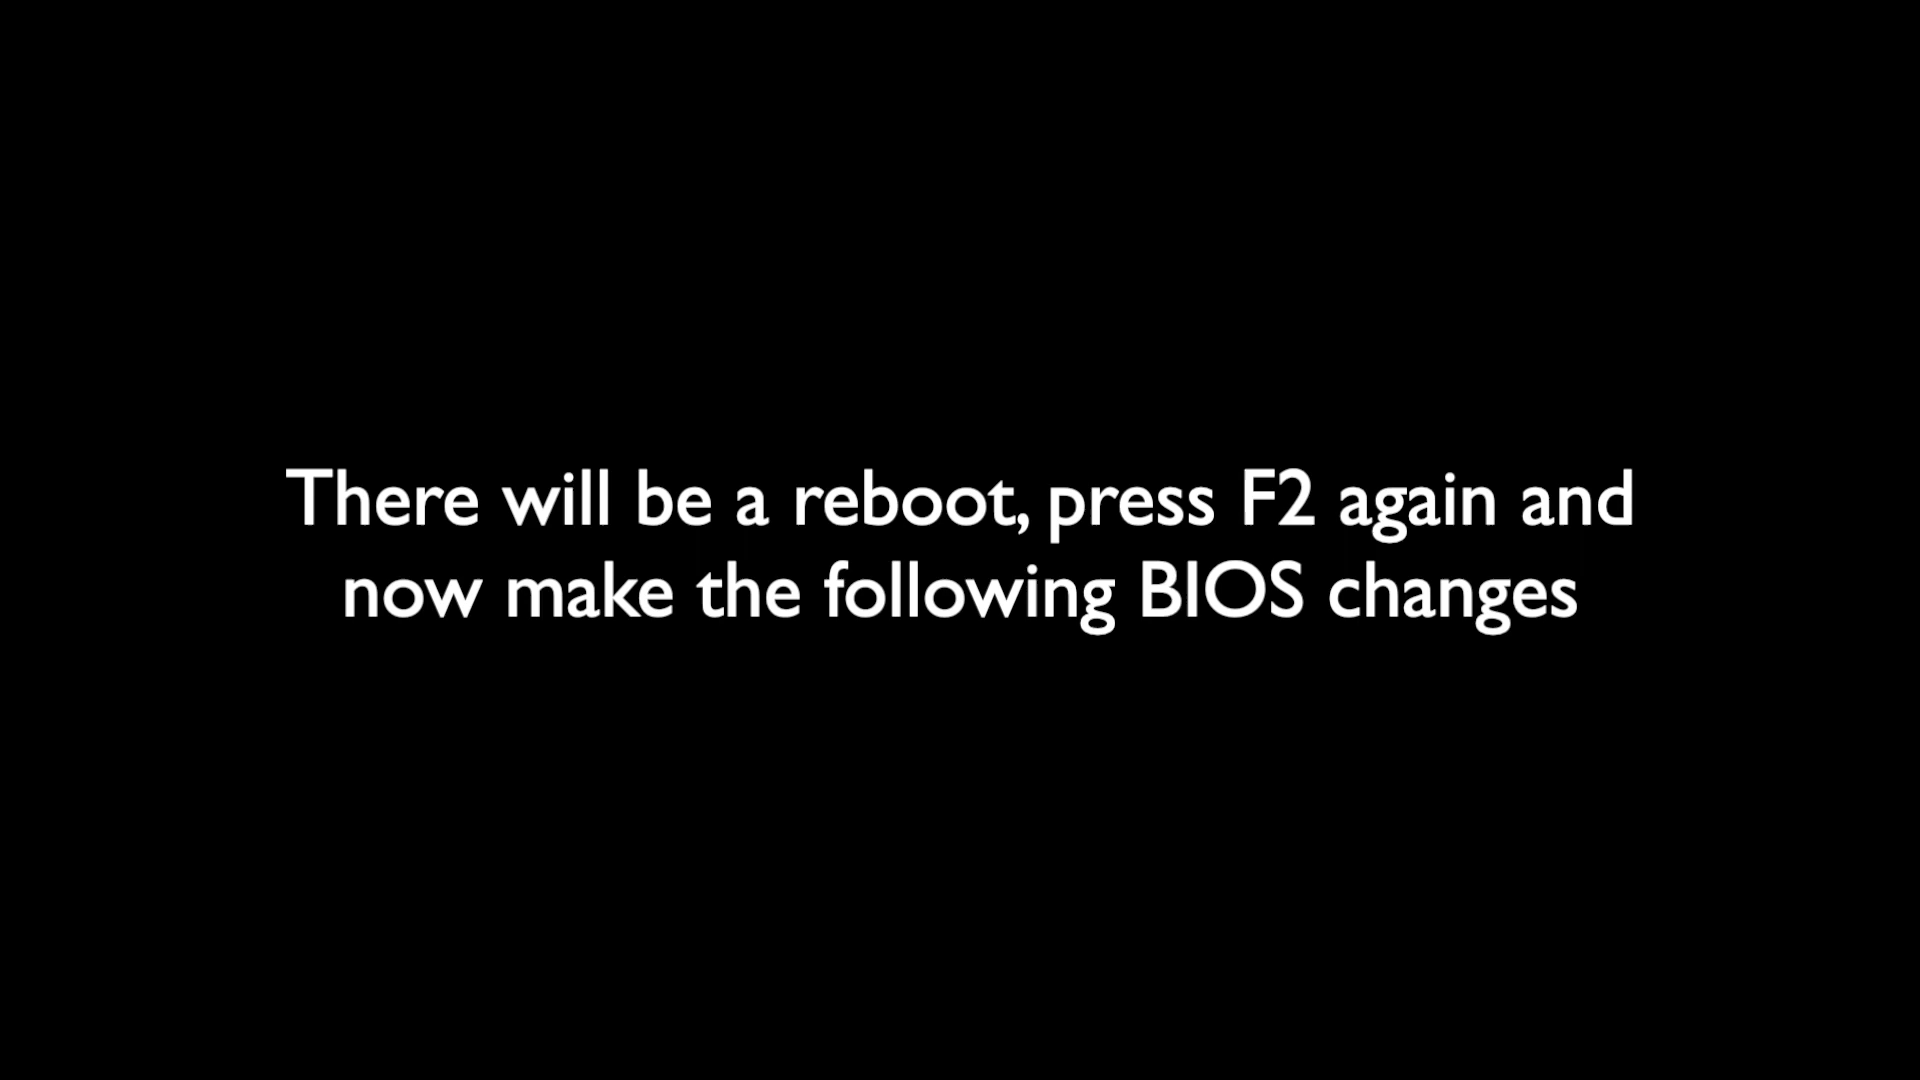 There will be a reboot, press F2 again and
now make the following BIOS changes